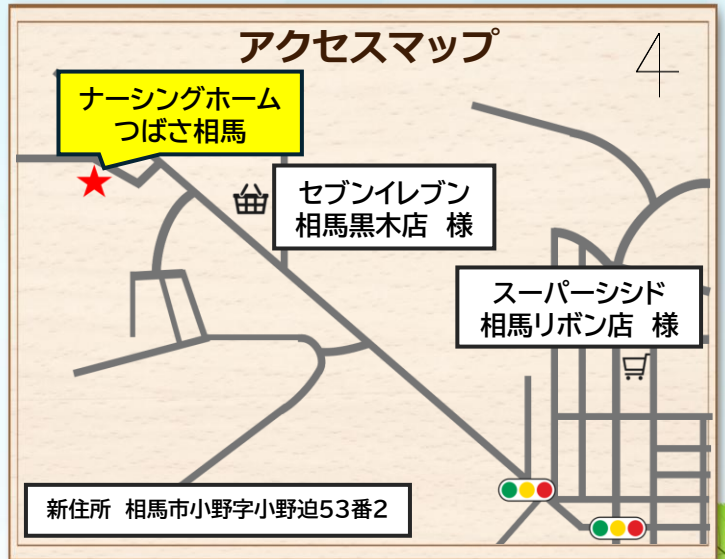 アクセスマップ
ナーシングホーム
つばさ相馬
セブンイレブン
相馬黒木店 様
スーパーシシド
相馬リボン店 様
新住所 相馬市小野字小野迫53番2